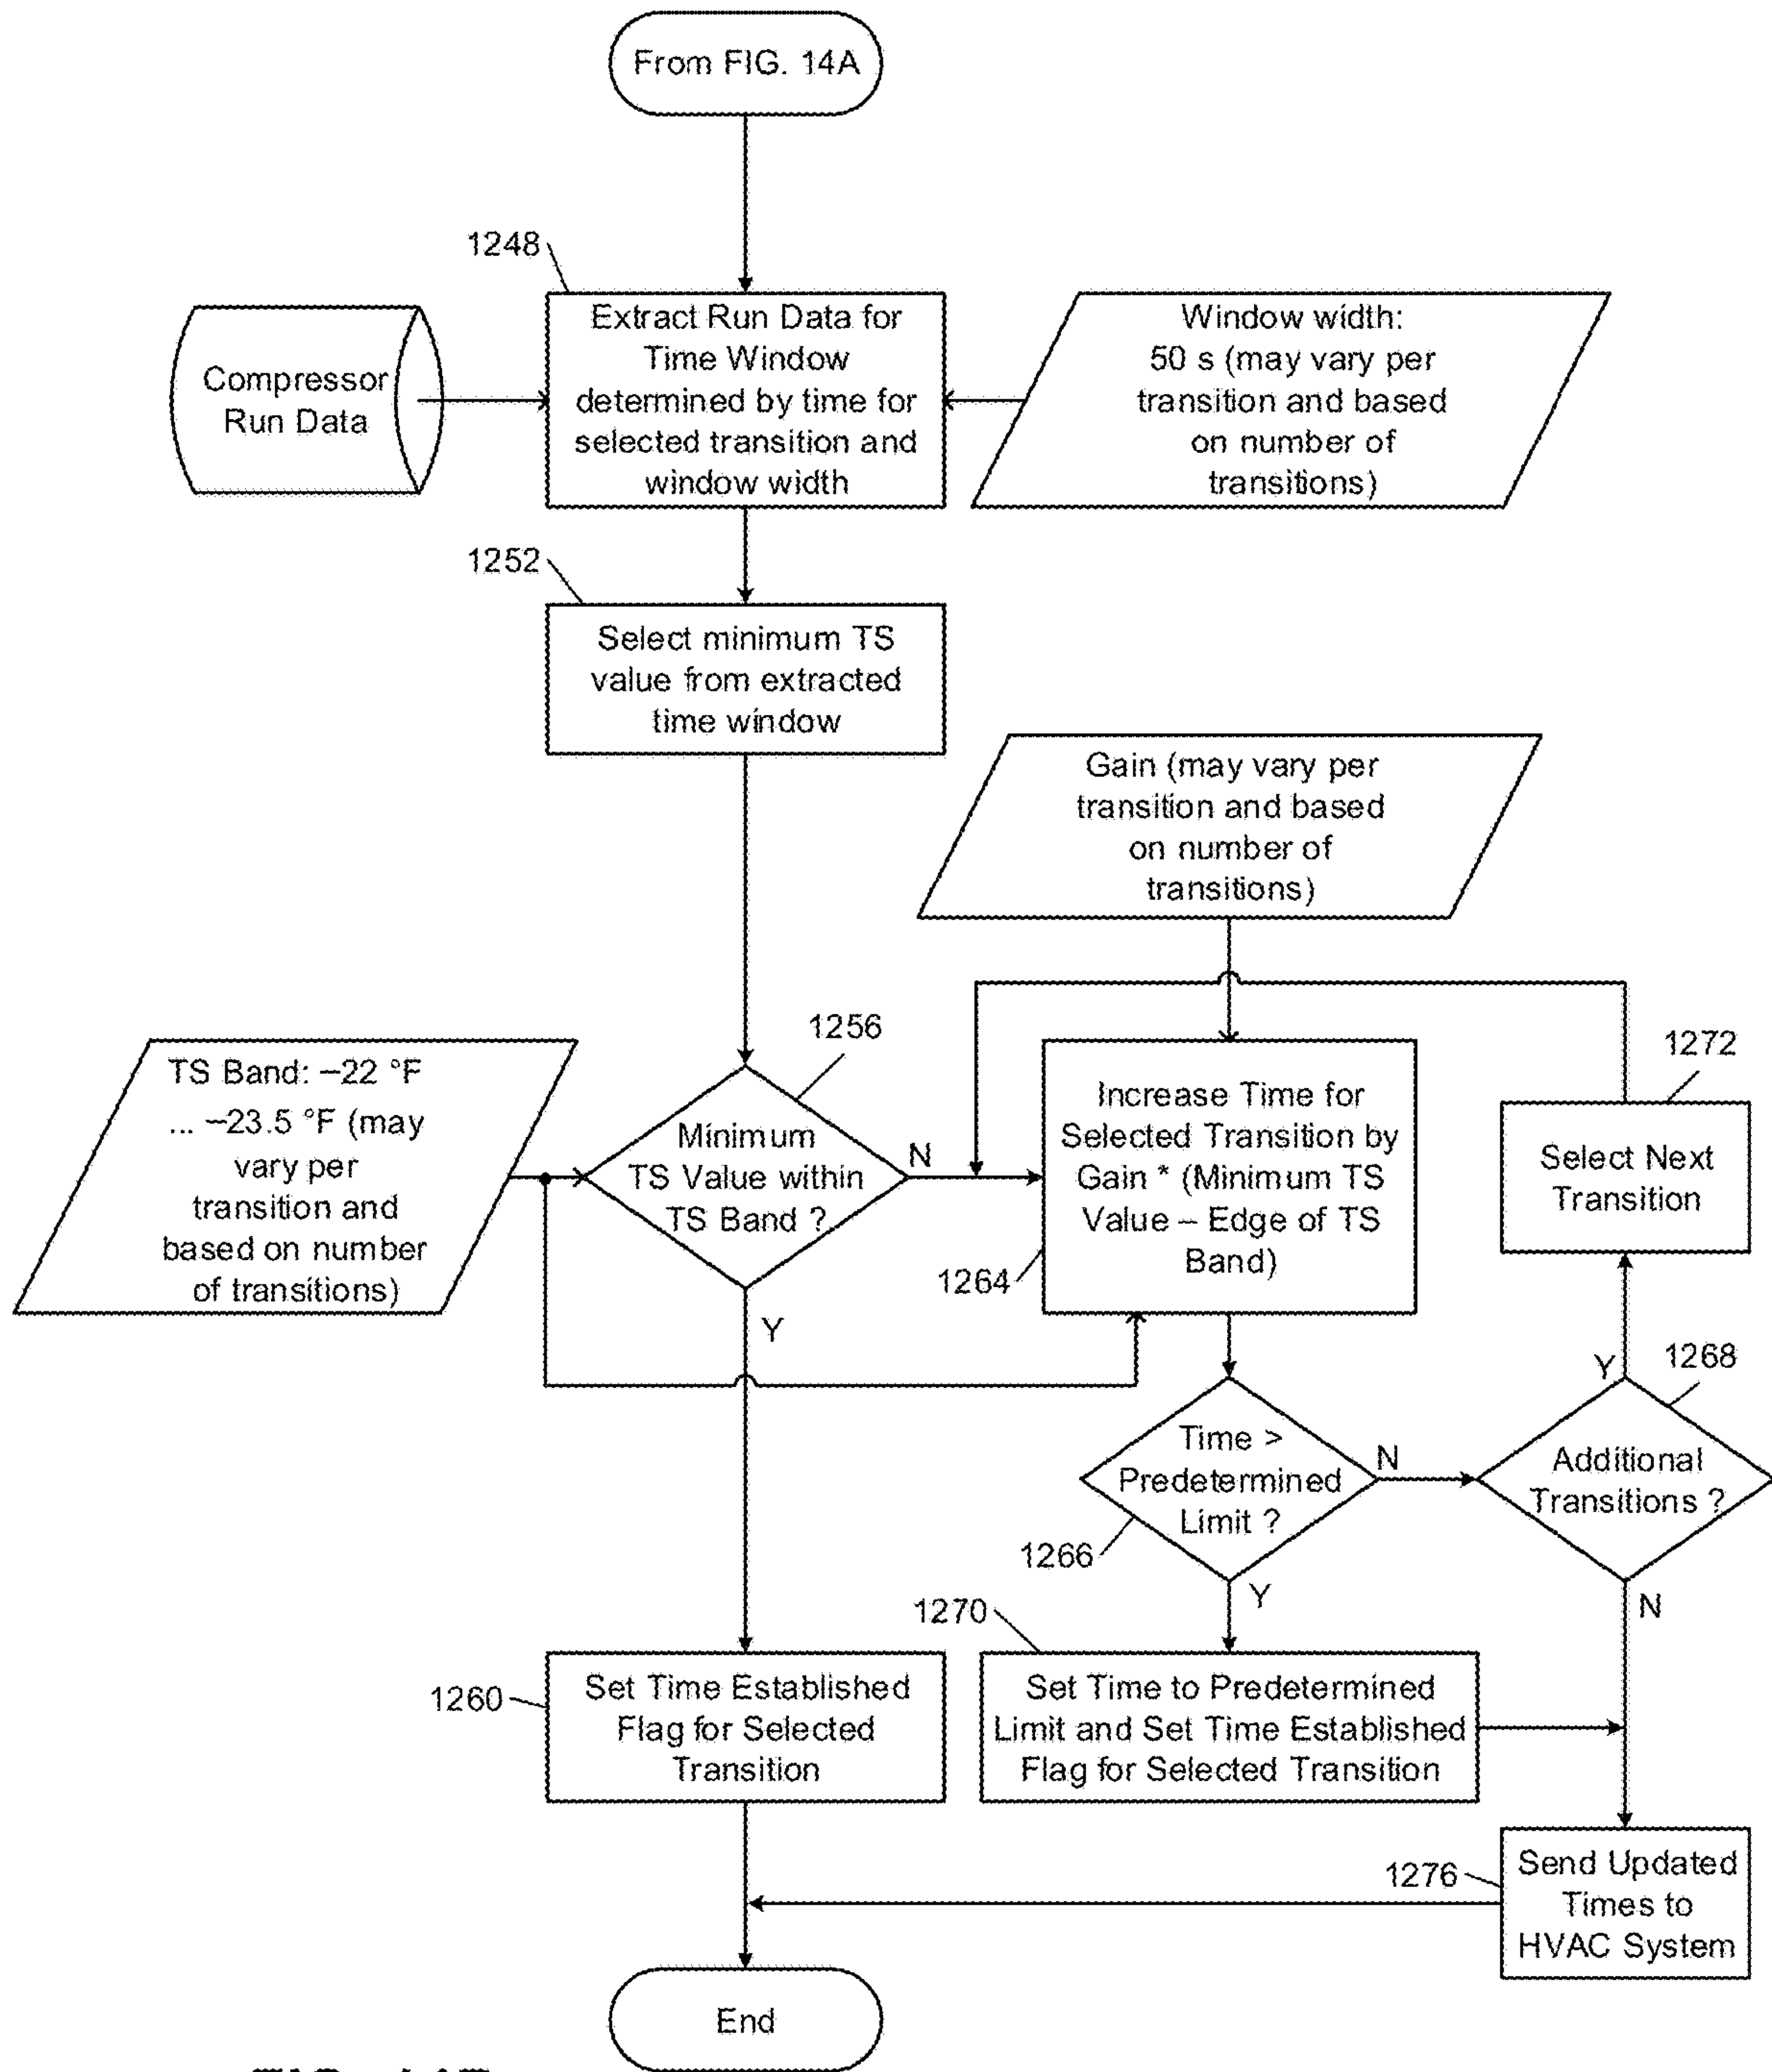 From FIG. 14A
1248
Compressor
Run Data
Extract Run Data for
Time Window
determined by time for
selected transition and
window width
Window width:
50 s (may vary per
transition and based
on number of
transitions)
1252
Select minimum TS
value from extracted
time window
Gain (may vary per
transition and based
on number of
transitions)
TS Band: –22 °F
... –23.5 °F (may
vary per
transition and
based on number
of transitions)
1256
Minimum
TS Value within
TS Band ?
N
Y
Increase Time for
Selected Transition by
Gain * (Minimum TS
Value – Edge of TS
Band)
1264
1272
Select Next
Transition
Time >
Predetermined
Limit ?
1266
N
Y
Y
1268
Additional
Transitions ?
N
1260
Set Time Established
Flag for Selected
Transition
1270
Set Time to Predetermined
Limit and Set Time Established
Flag for Selected Transition
1276
Send Updated
Times to
HVAC System
End